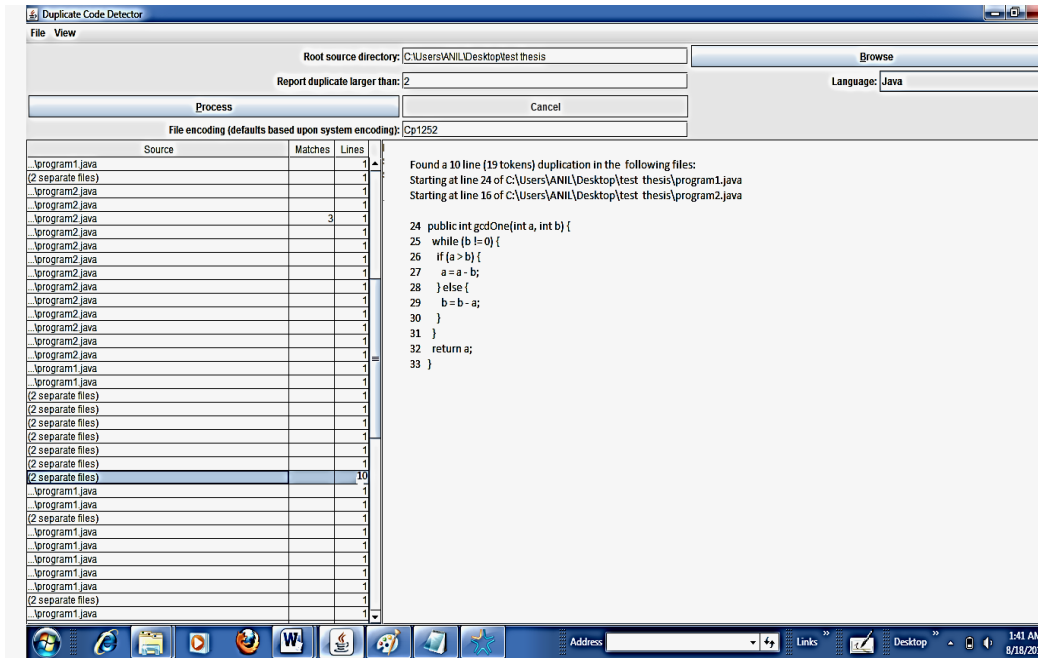 Duplicate Code Detector
File View
Root source directory: C:\Users\ANIL\Desktop\test thesis Browse
Report duplicate larger than: 2 Language: Java
Process Cancel
File encoding (defaults based upon system encoding): Cp1252
Source Matches Lines
...\program1.java 1
(2 separate files) 1
...\program2.java 1
...\program2.java 1
...\program2.java 3 1
...\program2.java 1
...\program2.java 1
...\program2.java 1
...\program2.java 1
...\program2.java 1
...\program2.java 1
...\program2.java 1
...\program2.java 1
...\program2.java 1
...\program2.java 1
...\program1.java 1
...\program1.java 1
(2 separate files) 1
(2 separate files) 1
(2 separate files) 1
(2 separate files) 1
(2 separate files) 1
(2 separate files) 1
(2 separate files) 10
...\program1.java 1
...\program1.java 1
(2 separate files) 1
...\program1.java 1
...\program1.java 1
...\program1.java 1
...\program1.java 1
...\program1.java 1
(2 separate files) 1
...\program1.java 1
Found a 10 line (19 tokens) duplication in the following files:
Starting at line 24 of C:\Users\ANIL\Desktop\test thesis\program1.java
Starting at line 16 of C:\Users\ANIL\Desktop\test thesis\program2.java
24 public int gcdOne(int a, int b) {
25 while (b != 0) {
26 if (a > b) {
27 a = a - b;
28 } else {
29 b = b - a;
30 }
31 }
32 return a;
33 }
W
Address Links » Desktop » 1:41 AM
8/18/20